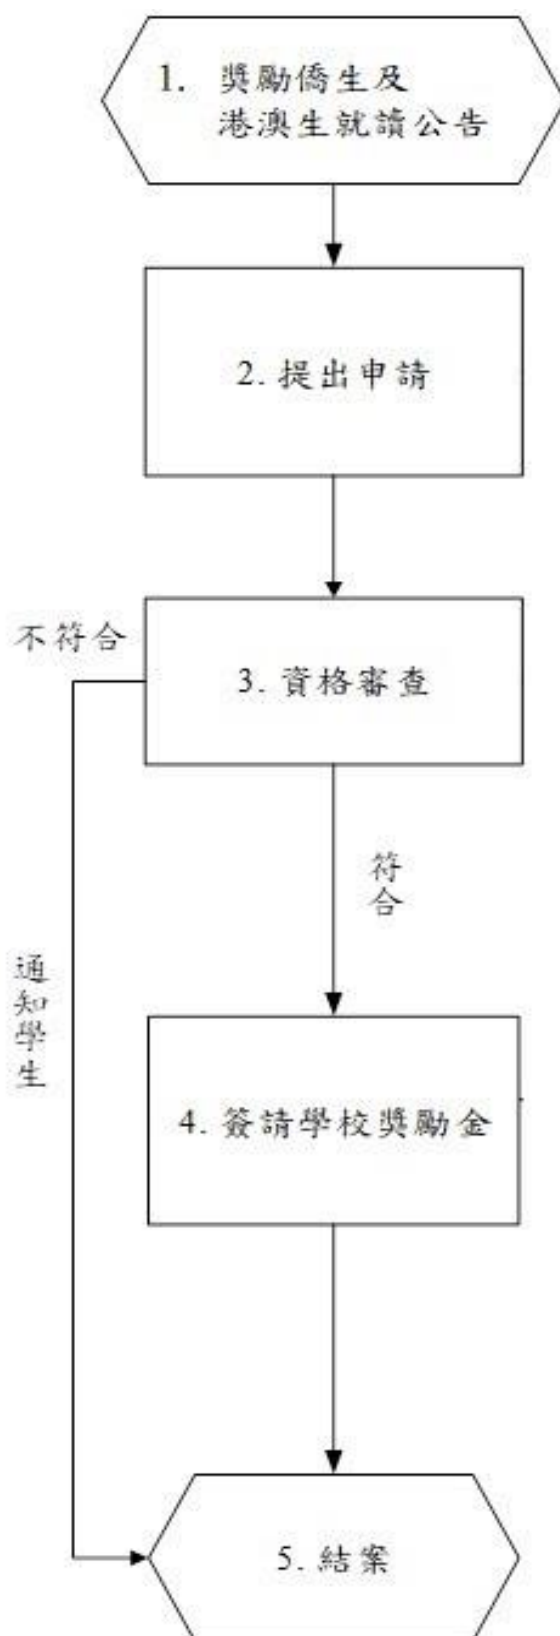 1. 獎勵僑生及
港澳生就讀公告
2. 提出申請
不符合
3. 資格審查
符合
通知學生
4. 簽請學校獎勵金
5. 結案